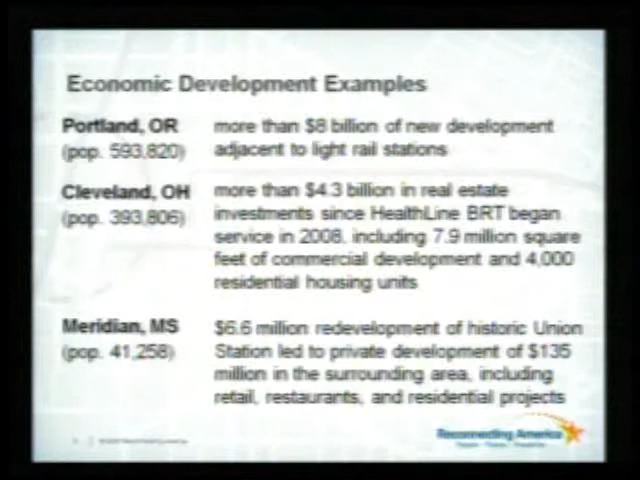 Economic Development Examples
Portland, OR
(pop. 593,820)
more than $8 billion of new development
adjacent to light rail stations
Cleveland, OH
(pop. 393,806)
more than $4.3 billion in real estate
investments since HealthLine BRT began
service in 2008, including 7.9 million square
feet of commercial development and 4,000
residential housing units
Meridian, MS
(pop. 41,258)
$6.6 million redevelopment of historic Union
Station led to private development of $135
million in the surrounding area, including
retail, restaurants, and residential projects
Reconnecting America